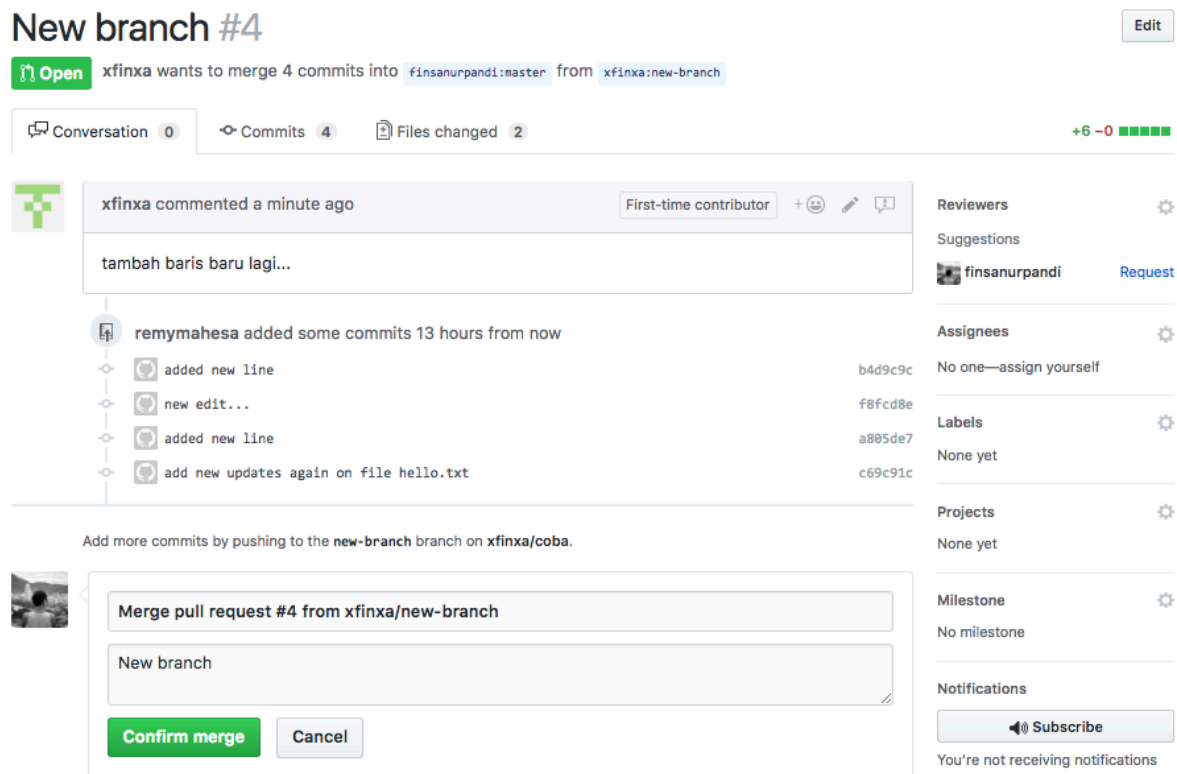 New branch #4
Edit
Open
xfinxa wants to merge 4 commits into finsanurpandi:master from xfinxa:new-branch
Conversation 0
Commits 4
Files changed 2
+6 −0
xfinxa commented a minute ago
First-time contributor
+
tambah baris baru lagi...
remymahesa added some commits 13 hours from now
added new line b4d9c9c
new edit... f8fcd8e
added new line a805de7
add new updates again on file hello.txt c69c91c
Add more commits by pushing to the new-branch branch on xfinxa/coba.
Merge pull request #4 from xfinxa/new-branch
New branch
Confirm merge
Cancel
Reviewers
Suggestions
finsanurpandi Request
Assignees
No one—assign yourself
Labels
None yet
Projects
None yet
Milestone
No milestone
Notifications
Subscribe
You're not receiving notifications